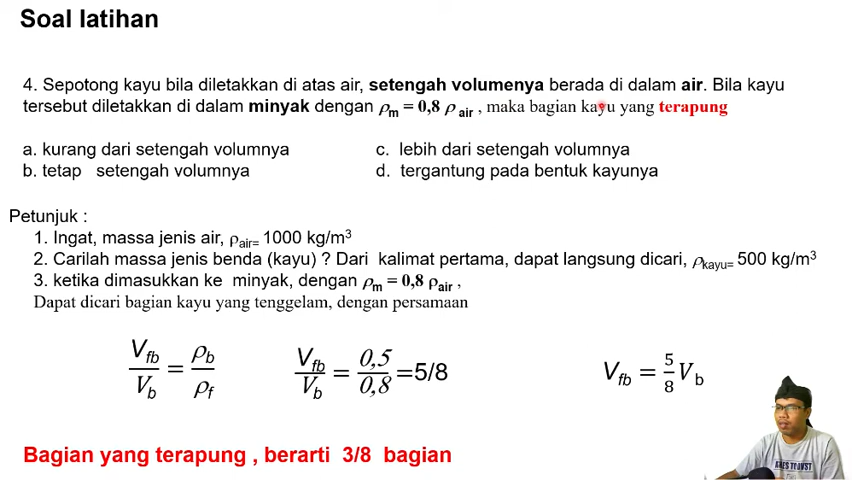 Soal latihan
4. Sepotong kayu bila diletakkan di atas air, setengah volumenya berada di dalam air. Bila kayu
tersebut diletakkan di dalam minyak dengan ρm = 0,8 ρ air , maka bagian kayu yang terapung
a. kurang dari setengah volumnya
c. lebih dari setengah volumnya
b. tetap setengah volumnya
d. tergantung pada bentuk kayunya
Petunjuk :
1. Ingat, massa jenis air, ρair= 1000 kg/m³
2. Carilah massa jenis benda (kayu) ? Dari kalimat pertama, dapat langsung dicari, ρkayu= 500 kg/m³
3. ketika dimasukkan ke minyak, dengan ρm = 0,8 ρair ,
Dapat dicari bagian kayu yang tenggelam, dengan persamaan
Vfb/Vb = ρb/ρf
Vfb/Vb = 0,5/0,8 =5/8
Vfb = 5/8 Vb
Bagian yang terapung , berarti 3/8 bagian